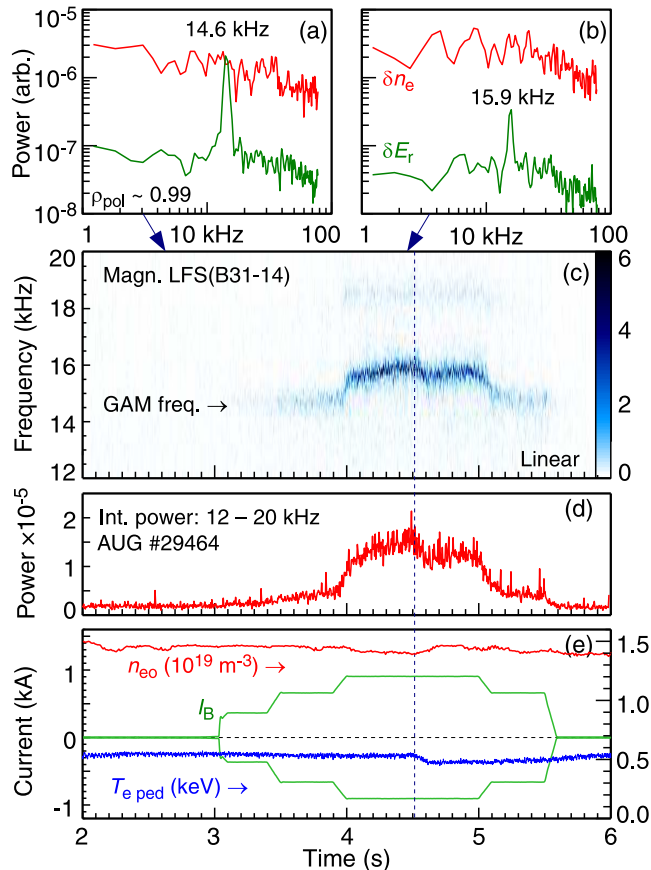 (a)
14.6 kHz
Power (arb.)
10-5
10-6
10-7
10-8
ρpol ~ 0.99
1
10 kHz
100
(b)
δne
15.9 kHz
δEr
1
10 kHz
100
(c)
Magn. LFS(B31-14)
Frequency (kHz)
20
18
16
14
12
GAM freq. →
Linear
6
4
2
0
(d)
Int. power: 12 – 20 kHz
AUG #29464
Power ×10-5
2
1
0
(e)
neo (1019 m-3) →
IB
Te ped (keV) →
Current (kA)
1
0
-1
1.5
1.0
0.5
0.0
2
3
4
5
6
Time (s)